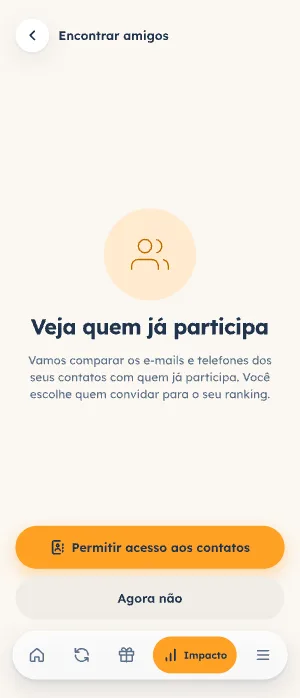 Encontrar amigos
Veja quem já participa
Vamos comparar os e-mails e telefones dos
seus contatos com quem já participa. Você
escolhe quem convidar para o seu ranking.
Permitir acesso aos contatos
Agora não
Impacto